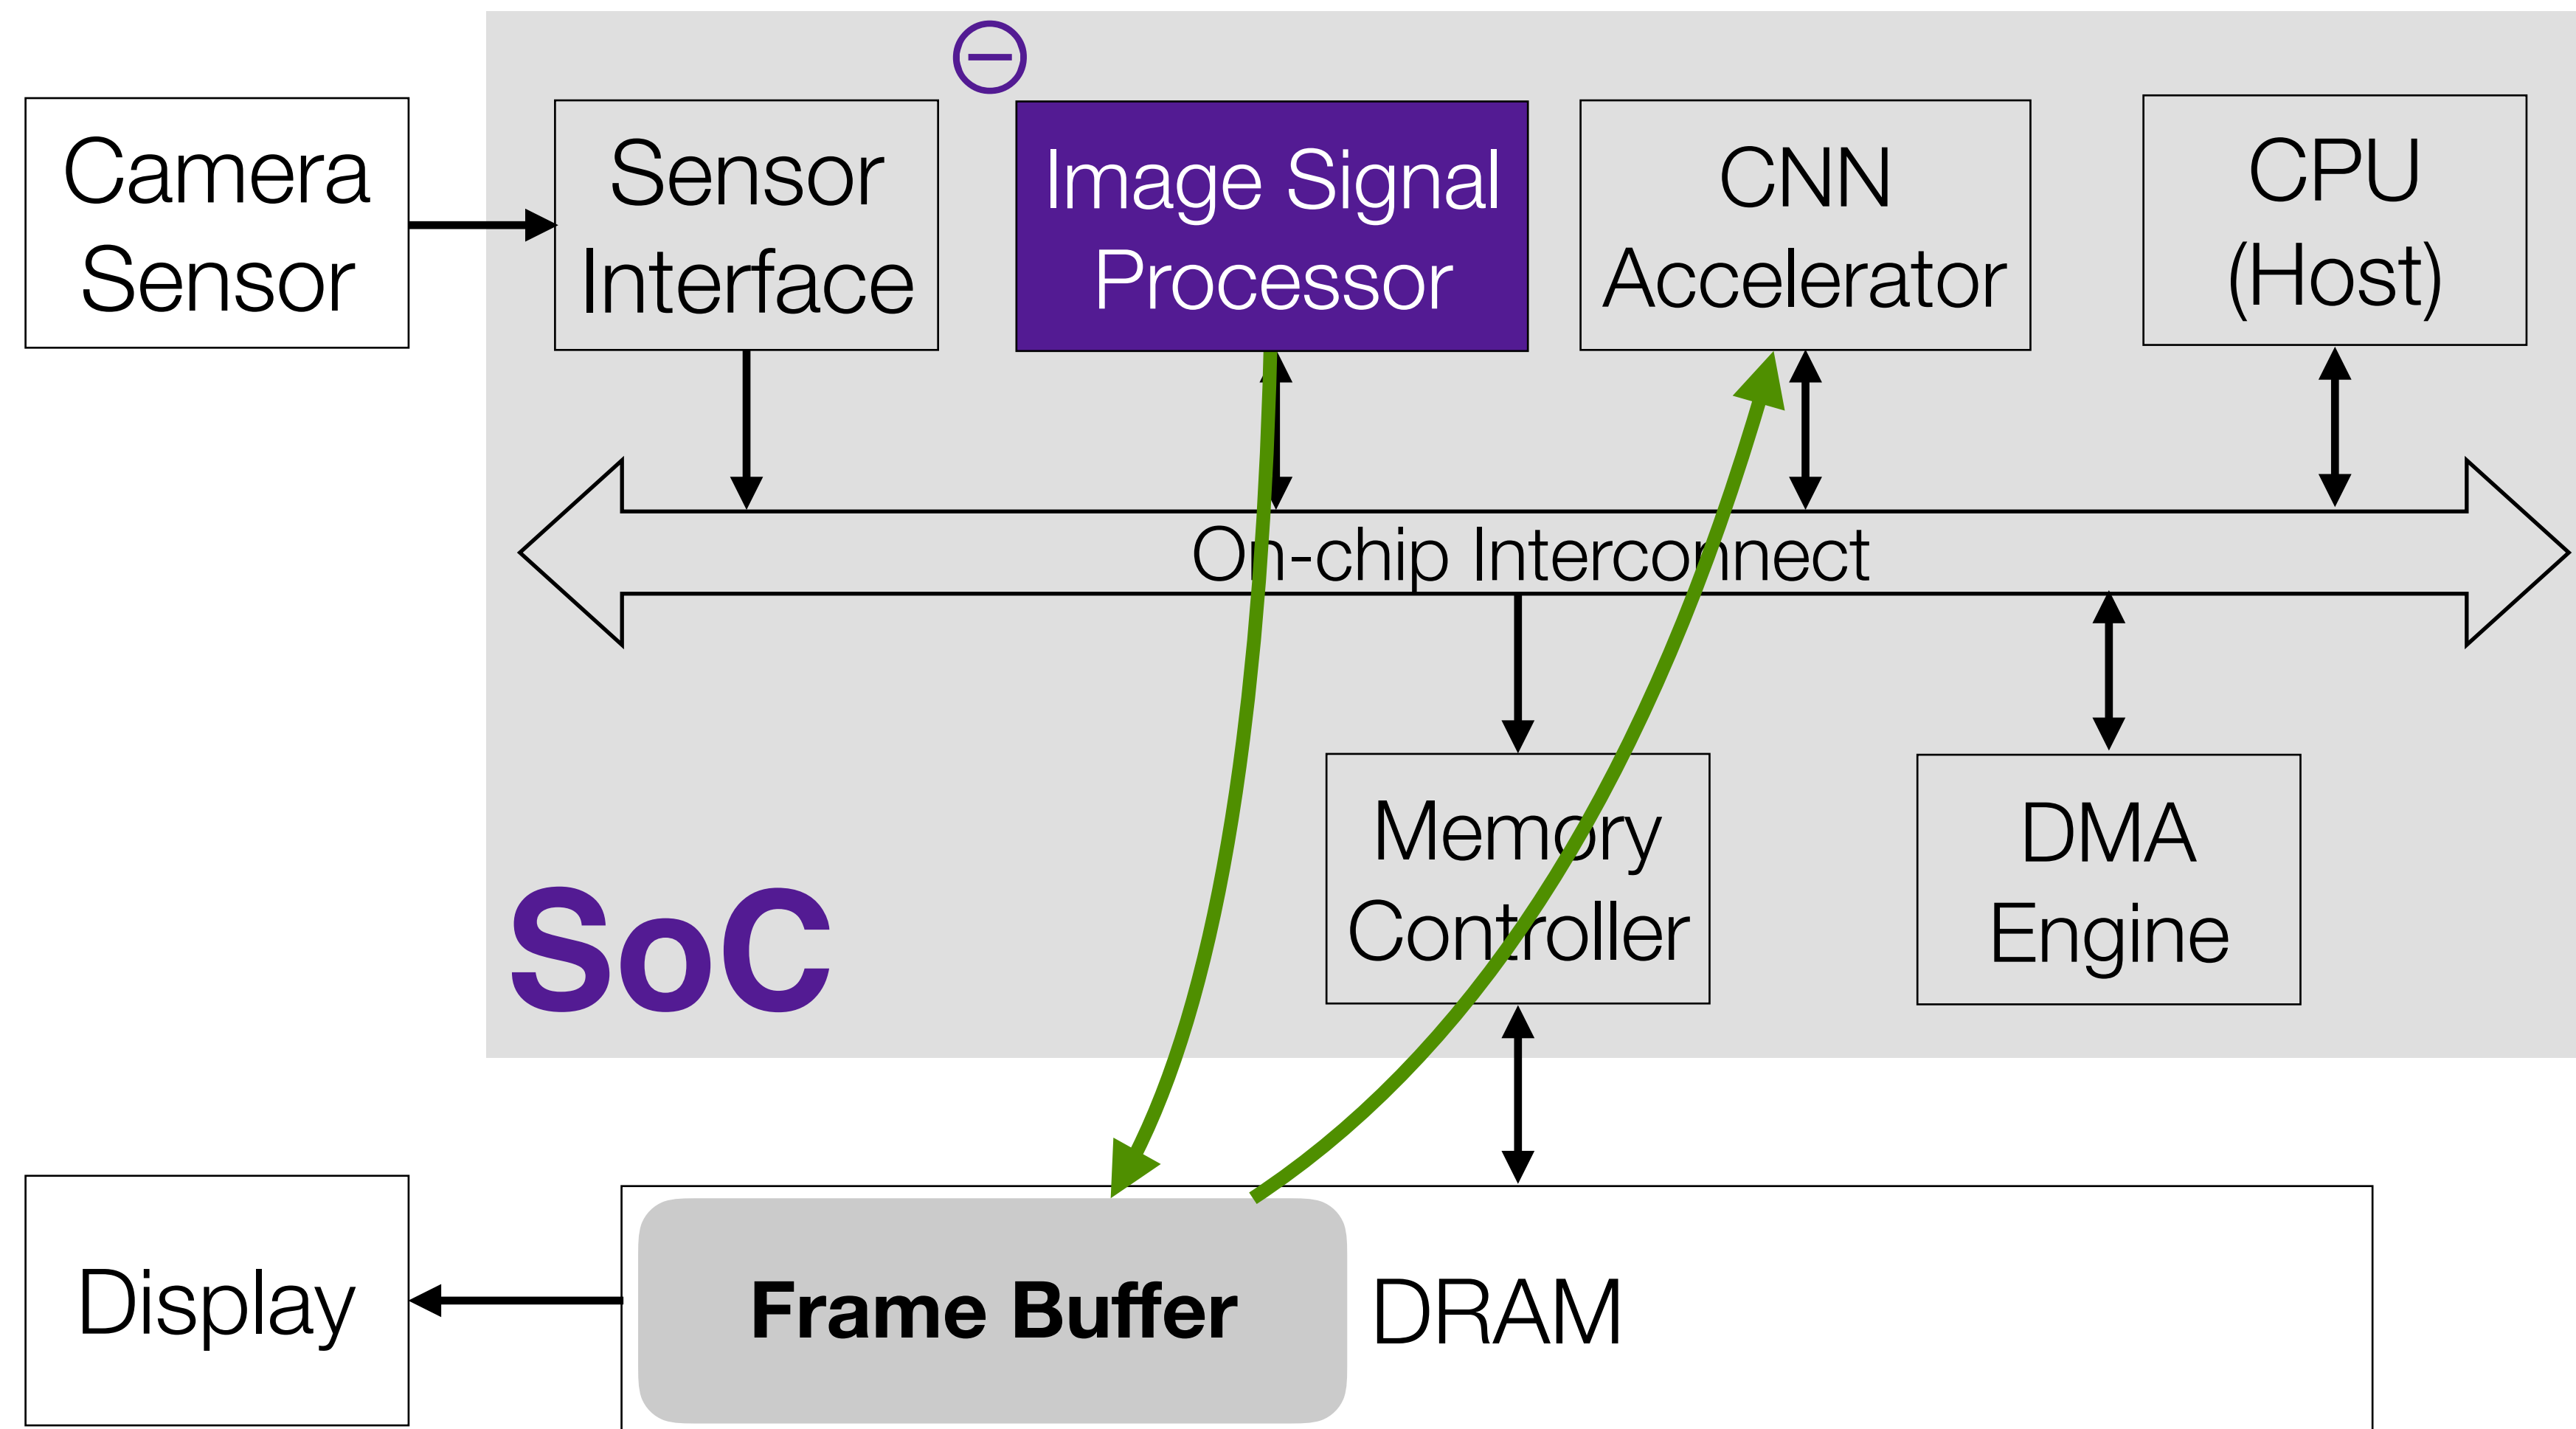 Camera
Sensor
Sensor
Interface
Image Signal
Processor
CNN
Accelerator
CPU
(Host)
On-chip Interconnect
Memory
Controller
DMA
Engine
SoC
Display
Frame Buffer
DRAM